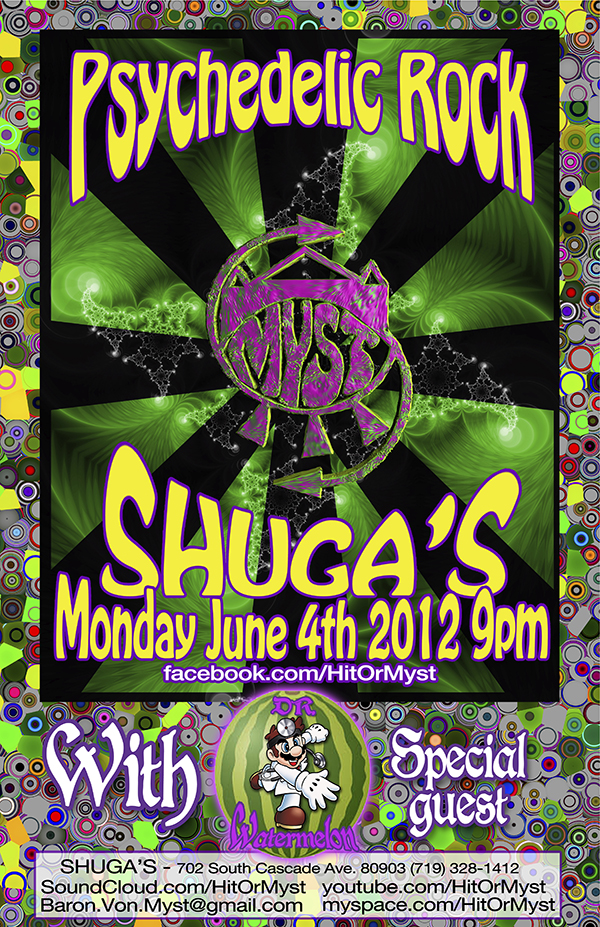 Psychedelic Rock
MYST
SHUGA'S
Monday June 4th 2012 9pm
facebook.com/HitOrMyst
With
DR.
Watermelon
Special
guest
SHUGA'S - 702 South Cascade Ave. 80903 (719) 328-1412
SoundCloud.com/HitOrMyst youtube.com/HitOrMyst
Baron.Von.Myst@gmail.com myspace.com/HitOrMyst